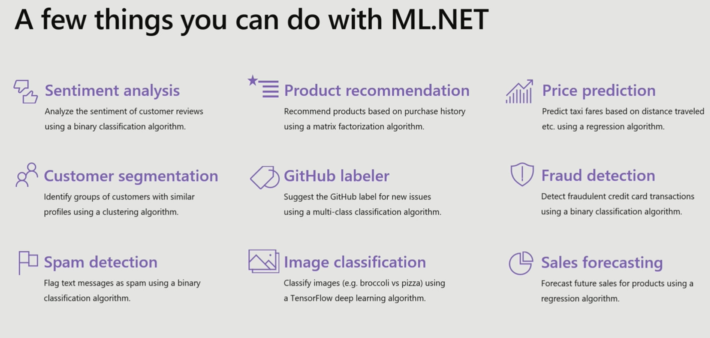 A few things you can do with ML.NET
Sentiment analysis
Analyze the sentiment of customer reviews
using a binary classification algorithm.
Product recommendation
Recommend products based on purchase history
using a matrix factorization algorithm.
Price prediction
Predict taxi fares based on distance traveled
etc. using a regression algorithm.
Customer segmentation
Identify groups of customers with similar
profiles using a clustering algorithm.
GitHub labeler
Suggest the GitHub label for new issues
using a multi-class classification algorithm.
Fraud detection
Detect fraudulent credit card transactions
using a binary classification algorithm.
Spam detection
Flag text messages as spam using a binary
classification algorithm.
Image classification
Classify images (e.g. broccoli vs pizza) using
a TensorFlow deep learning algorithm.
Sales forecasting
Forecast future sales for products using a
regression algorithm.